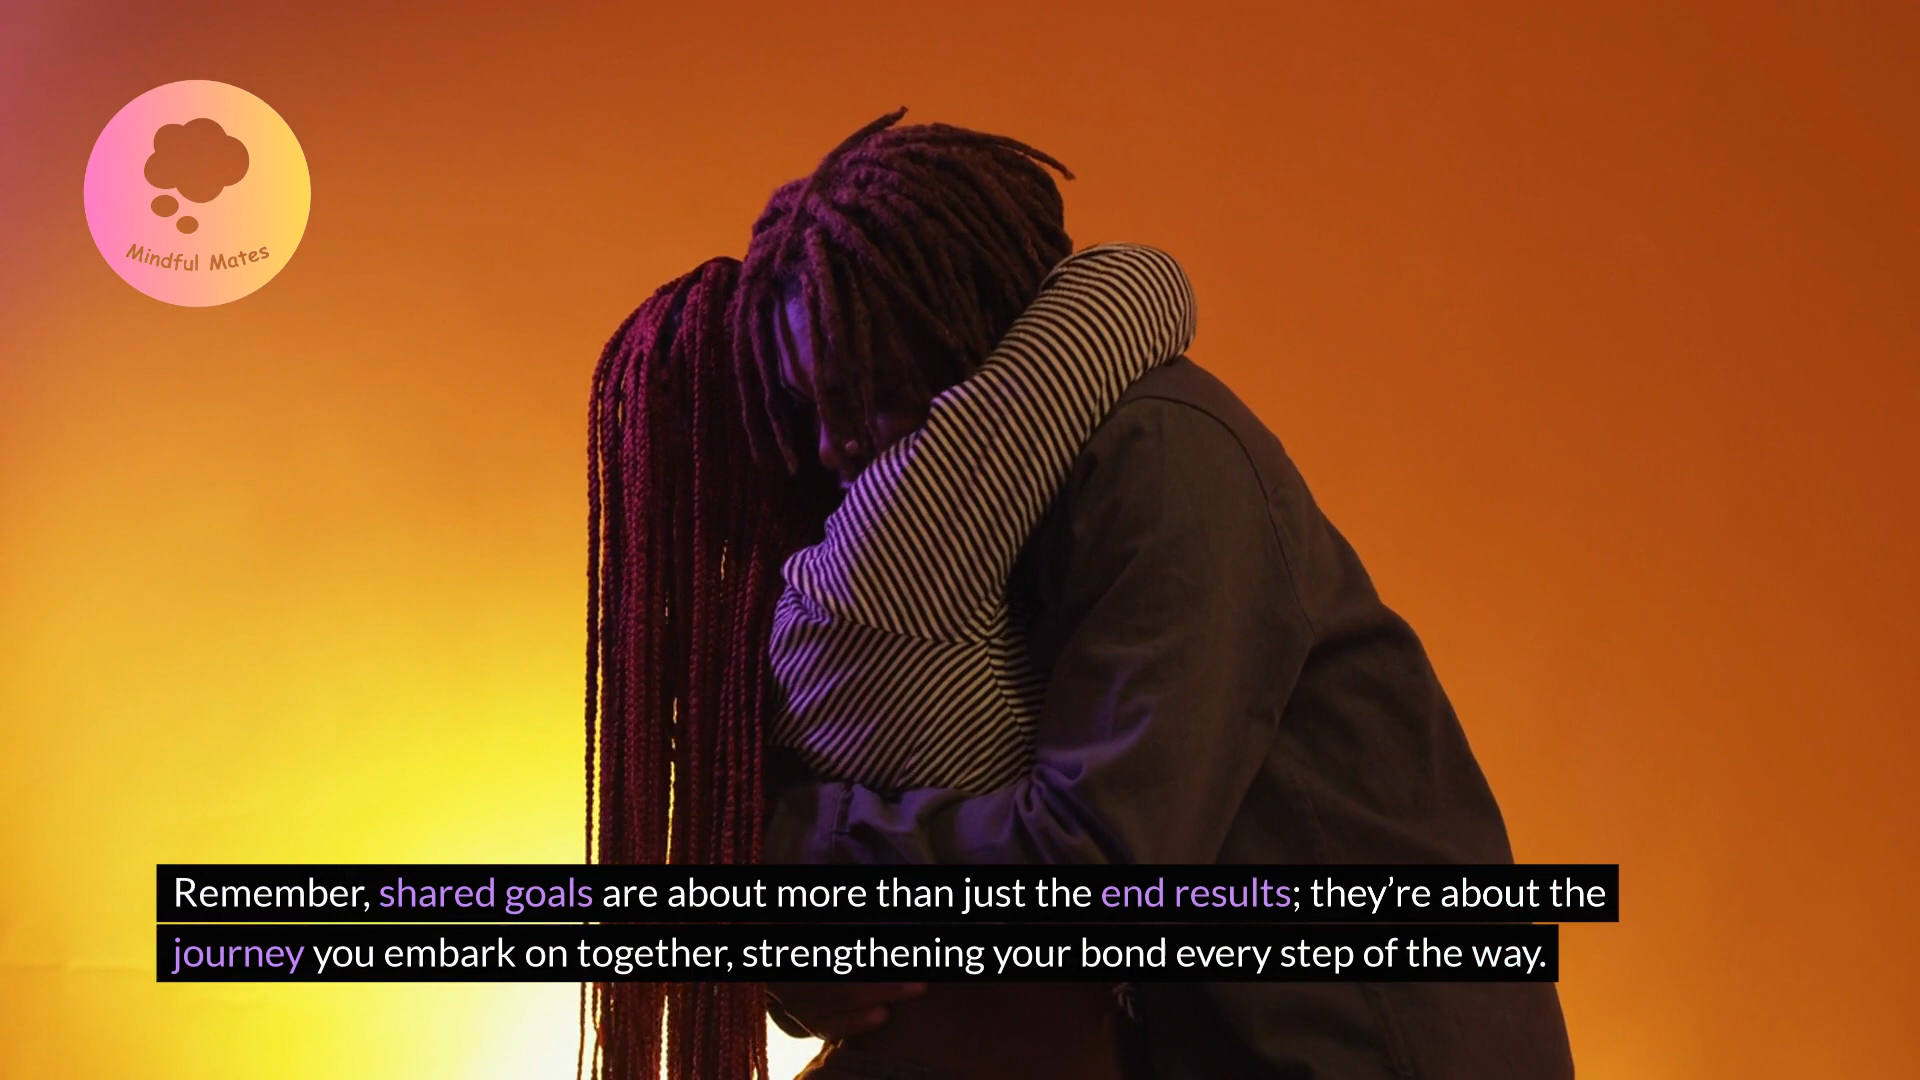 Mindful Mates
Remember, shared goals are about more than just the end results; they’re about the
journey you embark on together, strengthening your bond every step of the way.